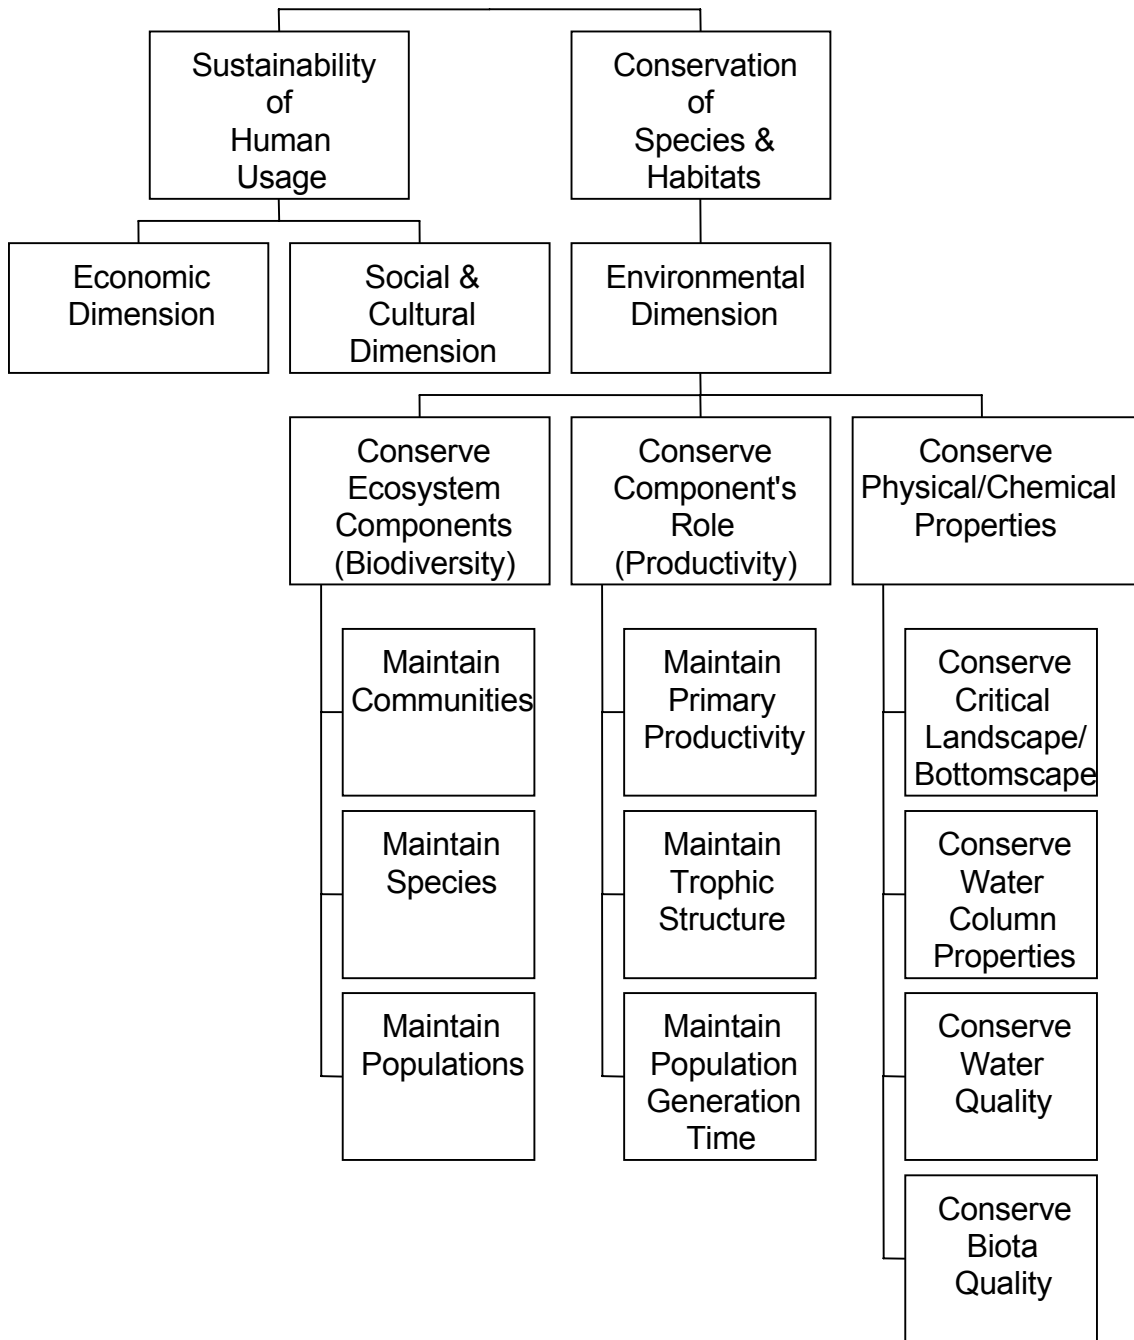 Sustainability
of
Human
Usage
Conservation
of
Species &
Habitats
Economic
Dimension
Social &
Cultural
Dimension
Environmental
Dimension
Conserve
Ecosystem
Components
(Biodiversity)
Conserve
Component's
Role
(Productivity)
Conserve
Physical/Chemical
Properties
Maintain
Communities
Maintain
Species
Maintain
Populations
Maintain
Primary
Productivity
Maintain
Trophic
Structure
Maintain
Population
Generation
Time
Conserve
Critical
Landscape/
Bottomscape
Conserve
Water
Column
Properties
Conserve
Water
Quality
Conserve
Biota
Quality